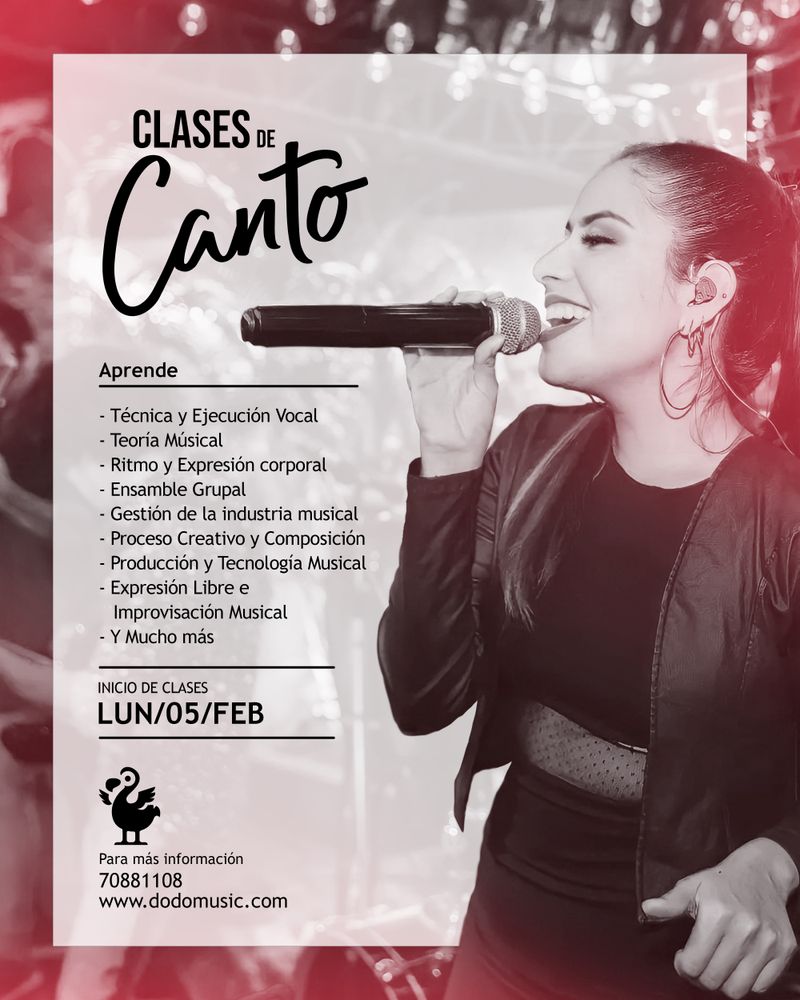 CLASES DE
Canto
Aprende
- Técnica y Ejecución Vocal
- Teoría Músical
- Ritmo y Expresión corporal
- Ensamble Grupal
- Gestión de la industria musical
- Proceso Creativo y Composición
- Producción y Tecnología Musical
- Expresión Libre e
Improvisación Musical
- Y Mucho más
INICIO DE CLASES
LUN/05/FEB
Para más información
70881108
www.dodomusic.com